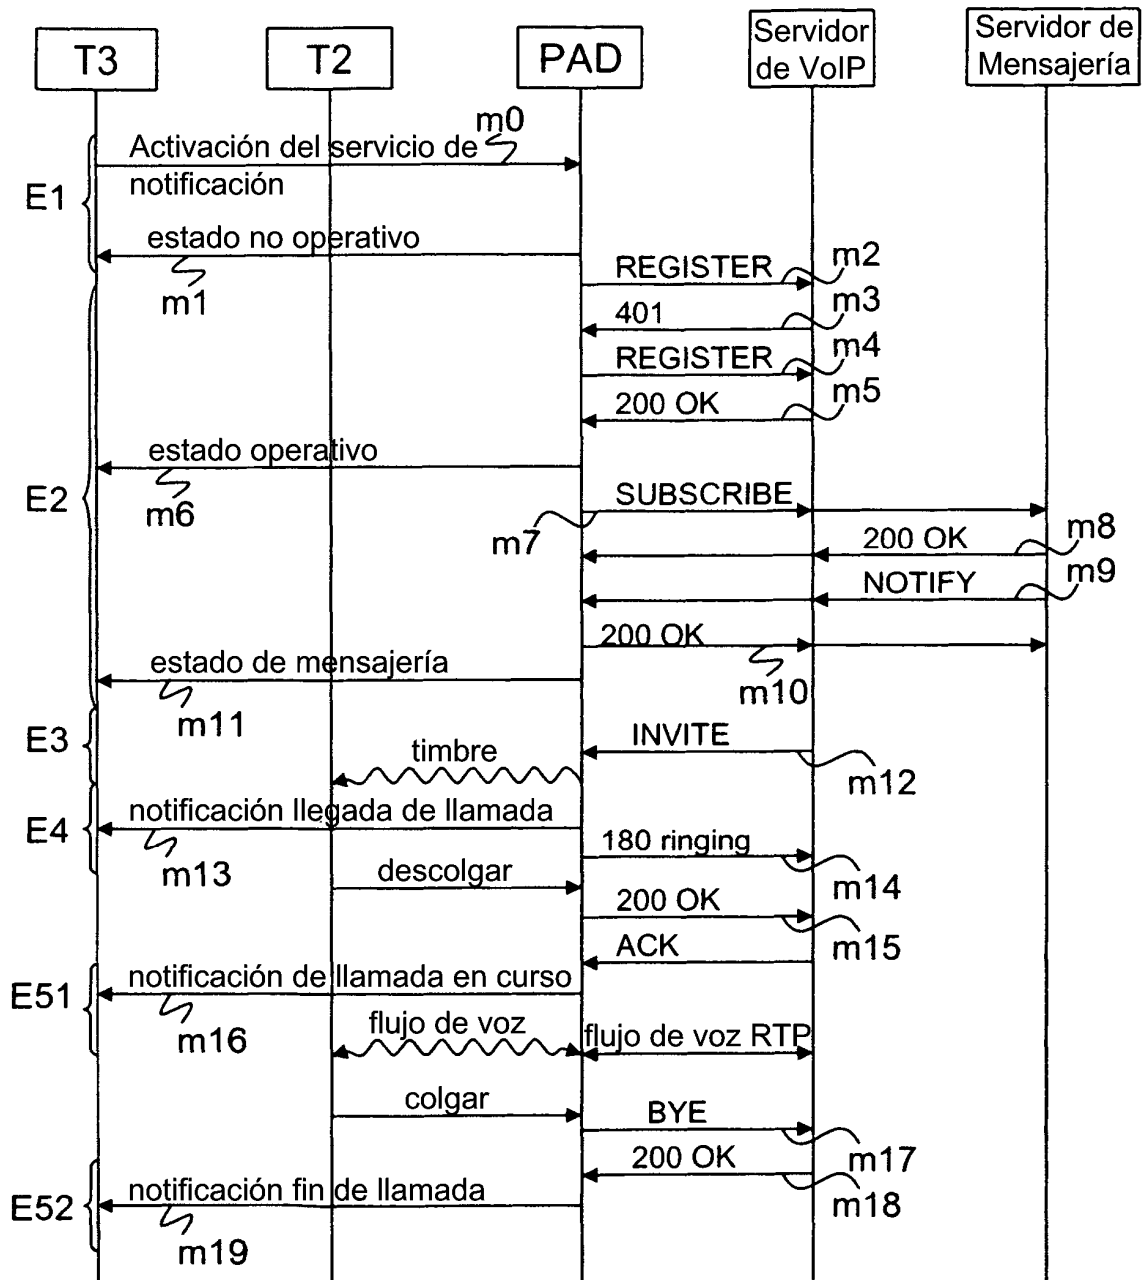 T3
T2
PAD
Servidor
de VoIP
Servidor de
Mensajería
m0
Activación del servicio de
notificación
E1
estado no operativo
m1
REGISTER
m2
401
m3
REGISTER
m4
200 OK
m5
estado operativo
m6
E2
SUBSCRIBE
m7
200 OK
m8
NOTIFY
m9
200 OK
m10
estado de mensajería
m11
E3
INVITE
m12
timbre
E4
notificación llegada de llamada
m13
180 ringing
m14
descolgar
200 OK
m15
ACK
E51
notificación de llamada en curso
m16
flujo de voz
flujo de voz RTP
colgar
BYE
m17
200 OK
m18
E52
notificación fin de llamada
m19